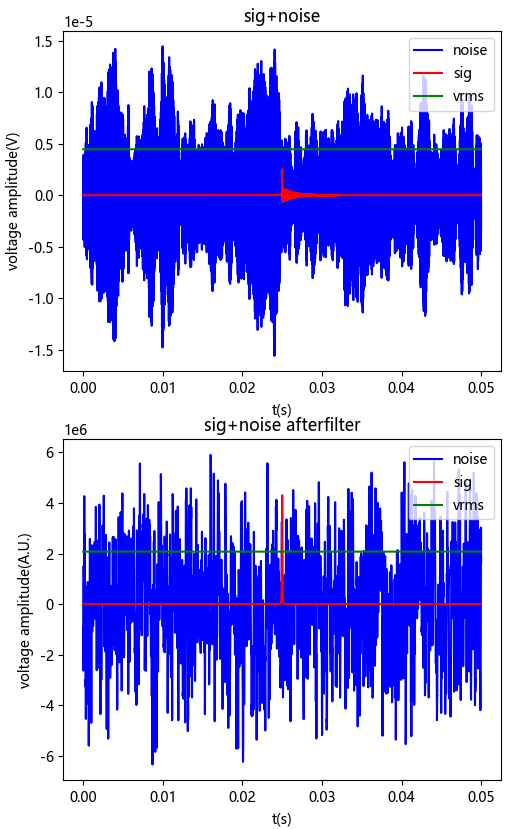 sig+noise
1e-5
noise
sig
vrms
voltage amplitude(V)
1.5
1.0
0.5
0.0
-0.5
-1.0
-1.5
0.00 0.01 0.02 0.03 0.04 0.05
t(s)
sig+noise afterfilter
1e6
noise
sig
vrms
voltage amplitude(A.U.)
6
4
2
0
-2
-4
-6
0.00 0.01 0.02 0.03 0.04 0.05
t(s)